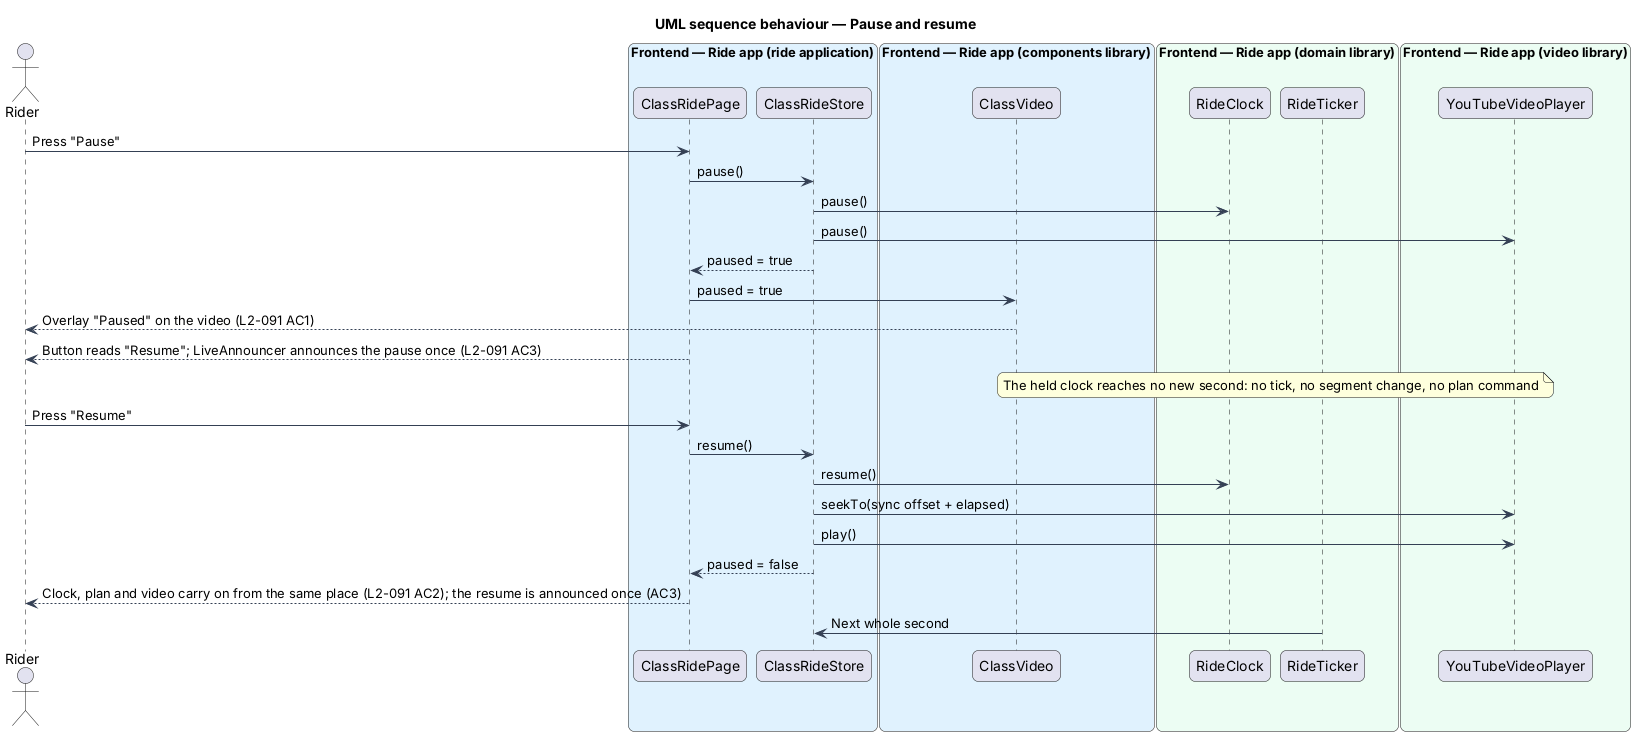 UML sequence behaviour — Pause and resume
Frontend — Ride app (ride application)
Frontend — Ride app (components library)
Frontend — Ride app (domain library)
Frontend — Ride app (video library)
Rider
ClassRidePage
ClassRideStore
ClassVideo
RideClock
RideTicker
YouTubeVideoPlayer
Press "Pause"
pause()
pause()
pause()
paused = true
paused = true
Overlay "Paused" on the video (L2-091 AC1)
Button reads "Resume"; LiveAnnouncer announces the pause once (L2-091 AC3)
The held clock reaches no new second: no tick, no segment change, no plan command
Press "Resume"
resume()
resume()
seekTo(sync offset + elapsed)
play()
paused = false
Clock, plan and video carry on from the same place (L2-091 AC2); the resume is announced once (AC3)
Next whole second
Rider
ClassRidePage
ClassRideStore
ClassVideo
RideClock
RideTicker
YouTubeVideoPlayer